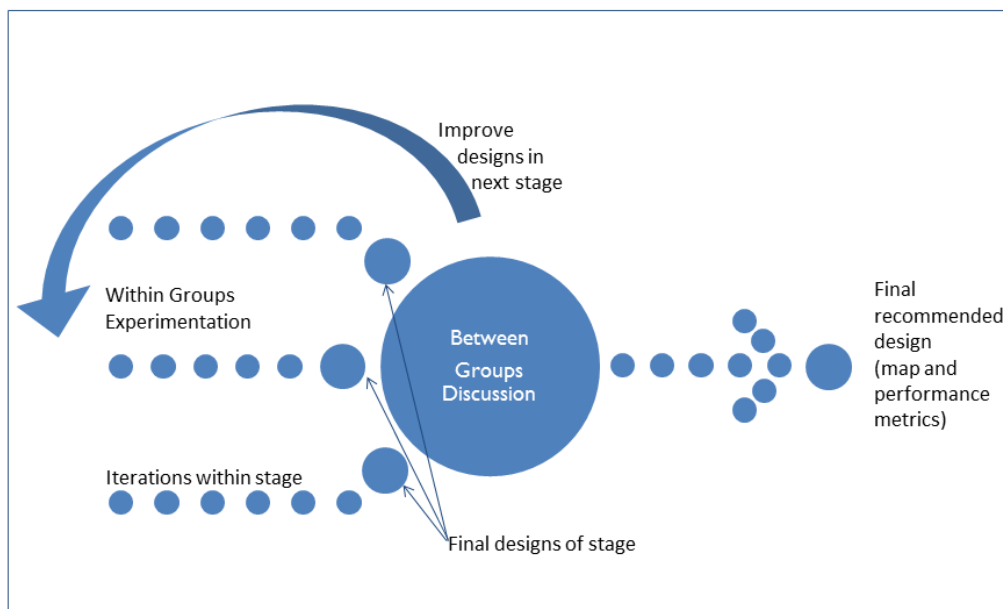 Improve
designs in
next stage
Within Groups
Experimentation
Between
Groups
Discussion
Final
recommended
design
(map and
performance
metrics)
Iterations within stage
Final designs of stage